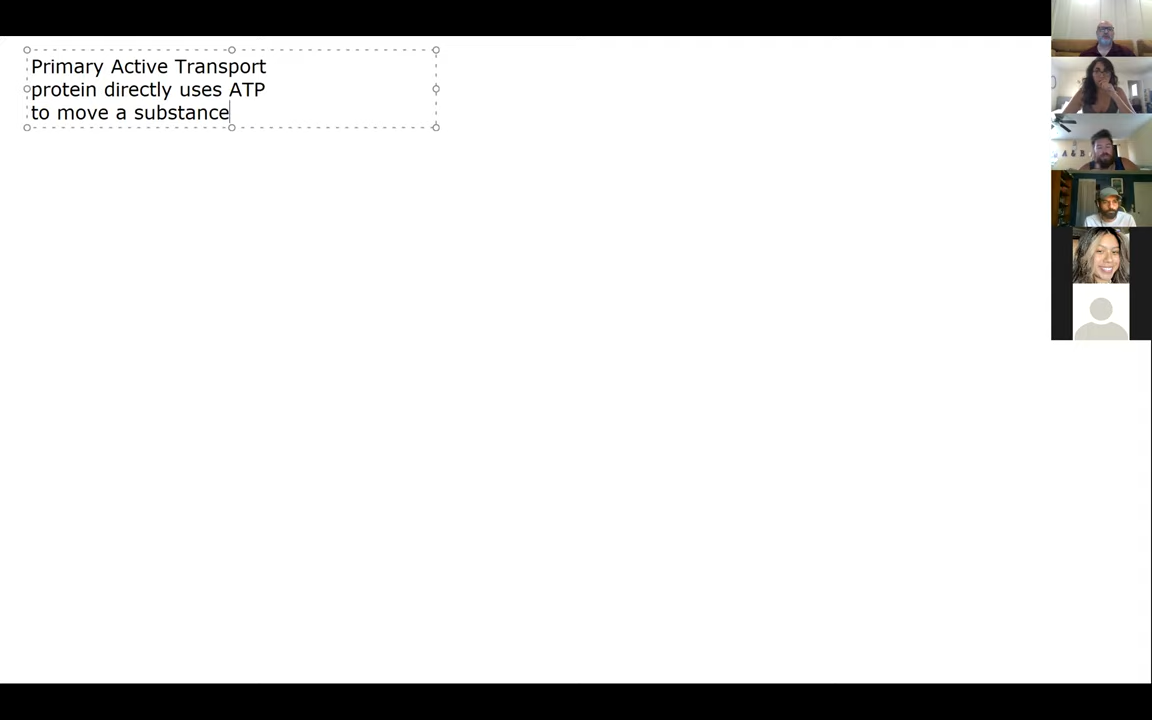 Primary Active Transport
protein directly uses ATP
to move a substance